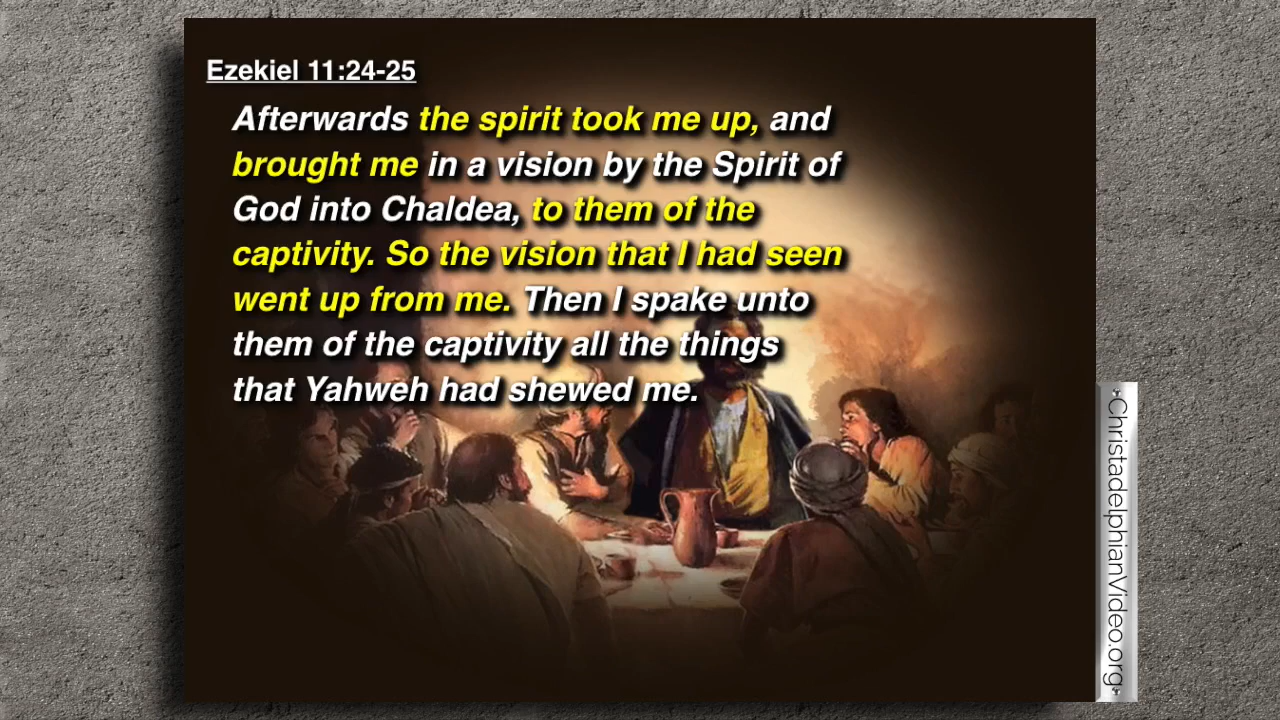 Ezekiel 11:24-25
Afterwards the spirit took me up, and
brought me in a vision by the Spirit of
God into Chaldea, to them of the
captivity. So the vision that I had seen
went up from me. Then I spake unto
them of the captivity all the things
that Yahweh had shewed me.
ChristadelphianVideo.org